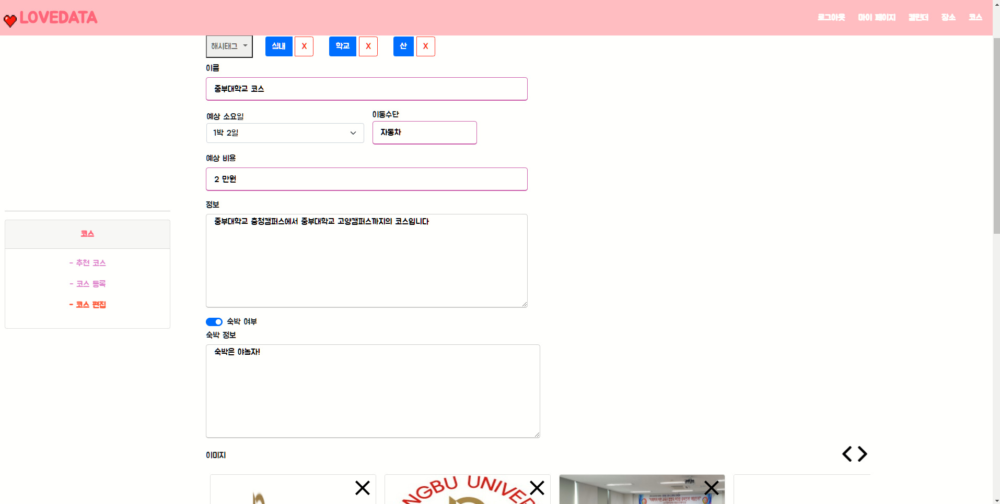 LOVEDATA
로그아웃 마이 페이지 캘린더 장소 코스
해시태그 실내 X 학교 X 산 X
이름
중부대학교 코스
예상 소요일 이동수단
1박 2일 자동차
예상 비용
2 만원
정보
중부대학교 충청캠퍼스에서 중부대학교 고양캠퍼스까지의 코스입니다
코스
- 추천 코스
- 코스 등록
- 코스 편집
숙박 여부
숙박 정보
숙박은 야놀자!
이미지
NGBU UNIVER